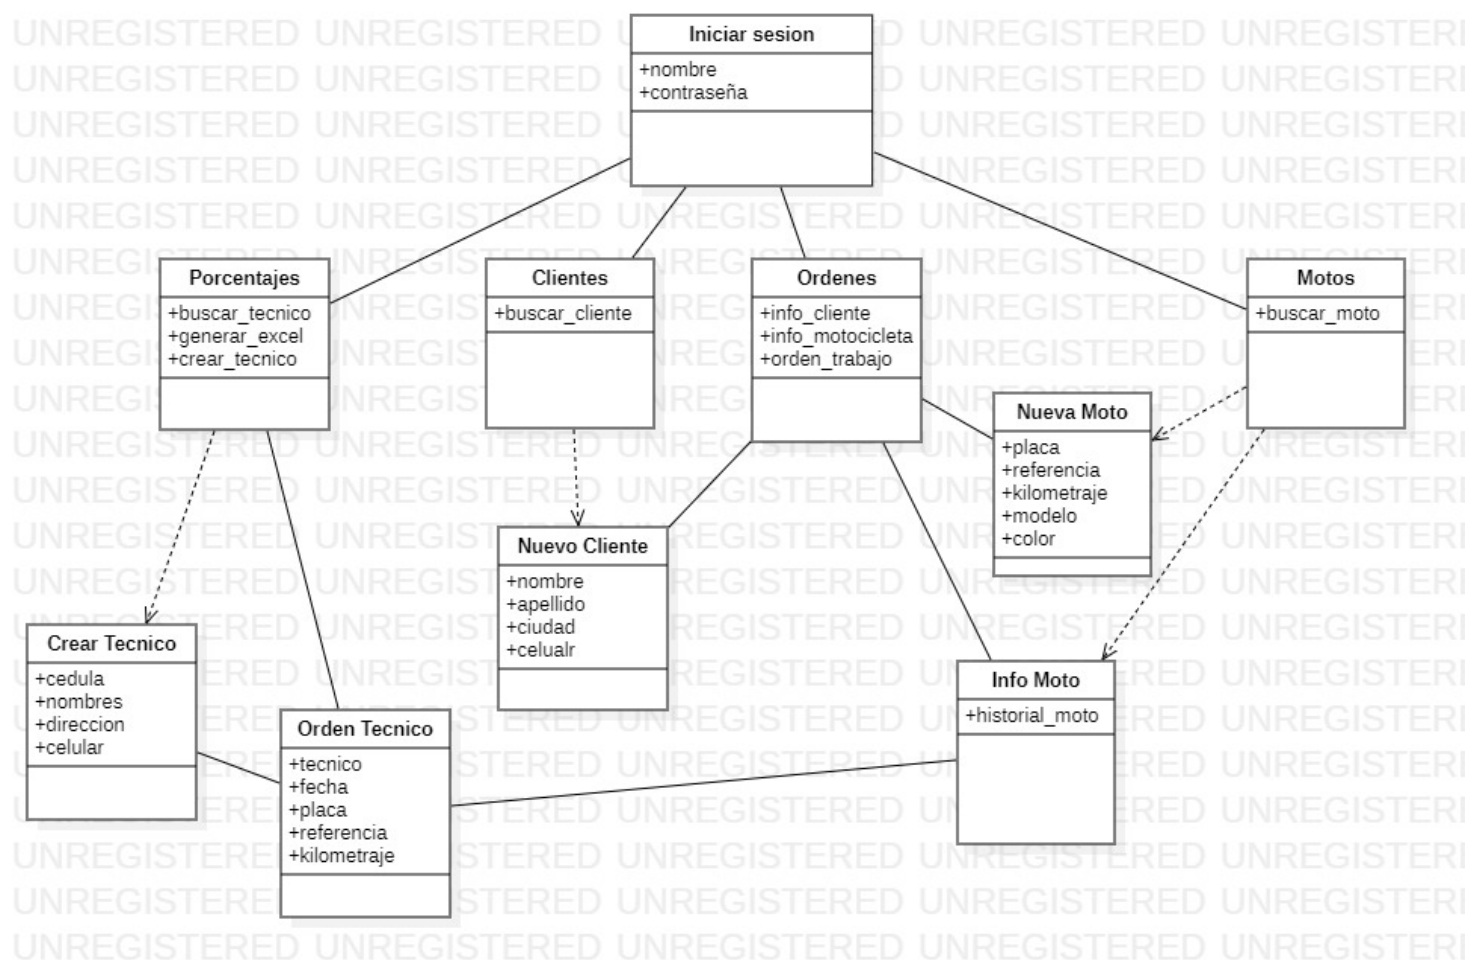 Iniciar sesion
+nombre
+contraseña
Porcentajes
+buscar_tecnico
+generar_excel
+crear_tecnico
Clientes
+buscar_cliente
Ordenes
+info_cliente
+info_motocicleta
+orden_trabajo
Motos
+buscar_moto
Nueva Moto
+placa
+referencia
+kilometraje
+modelo
+color
Nuevo Cliente
+nombre
+apellido
+ciudad
+celualr
Crear Tecnico
+cedula
+nombres
+direccion
+celular
Orden Tecnico
+tecnico
+fecha
+placa
+referencia
+kilometraje
Info Moto
+historial_moto
UNREGISTERED UNREGISTERED UNREGISTERED UNREGISTERED